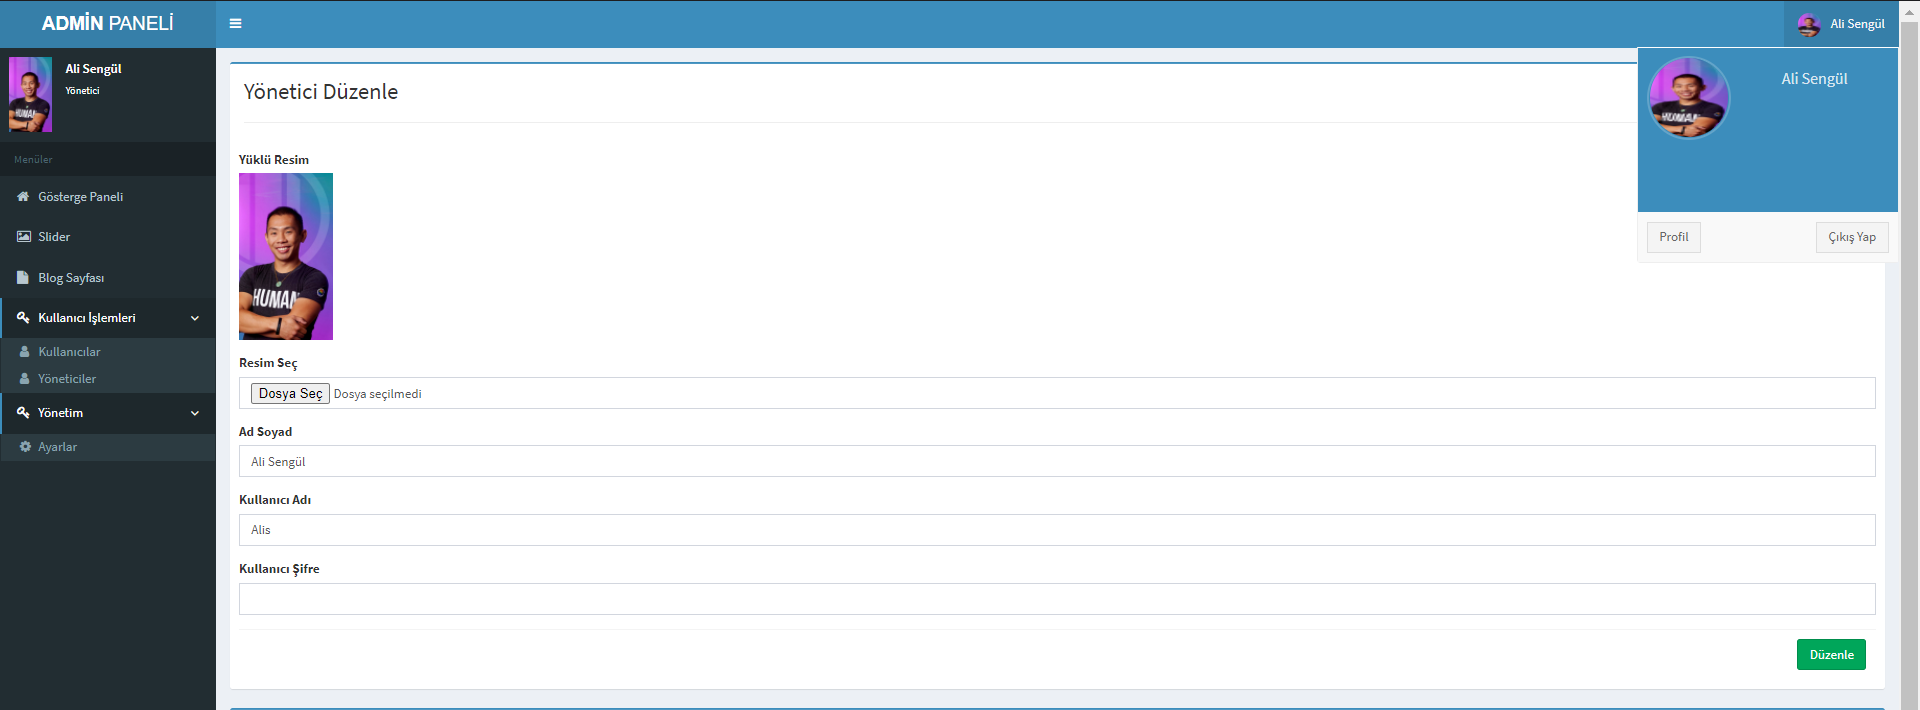 ADMİN PANELİ
Ali Sengül
Ali Sengül
Yönetici
Menüler
Gösterge Paneli
Slider
Blog Sayfası
Kullanıcı İşlemleri
Kullanıcılar
Yöneticiler
Yönetim
Ayarlar
Yönetici Düzenle
Yüklü Resim
HUMAN
Resim Seç
Dosya Seç Dosya seçilmedi
Ad Soyad
Ali Sengül
Kullanıcı Adı
Alis
Kullanıcı Şifre
Düzenle
Ali Sengül
Profil
Çıkış Yap